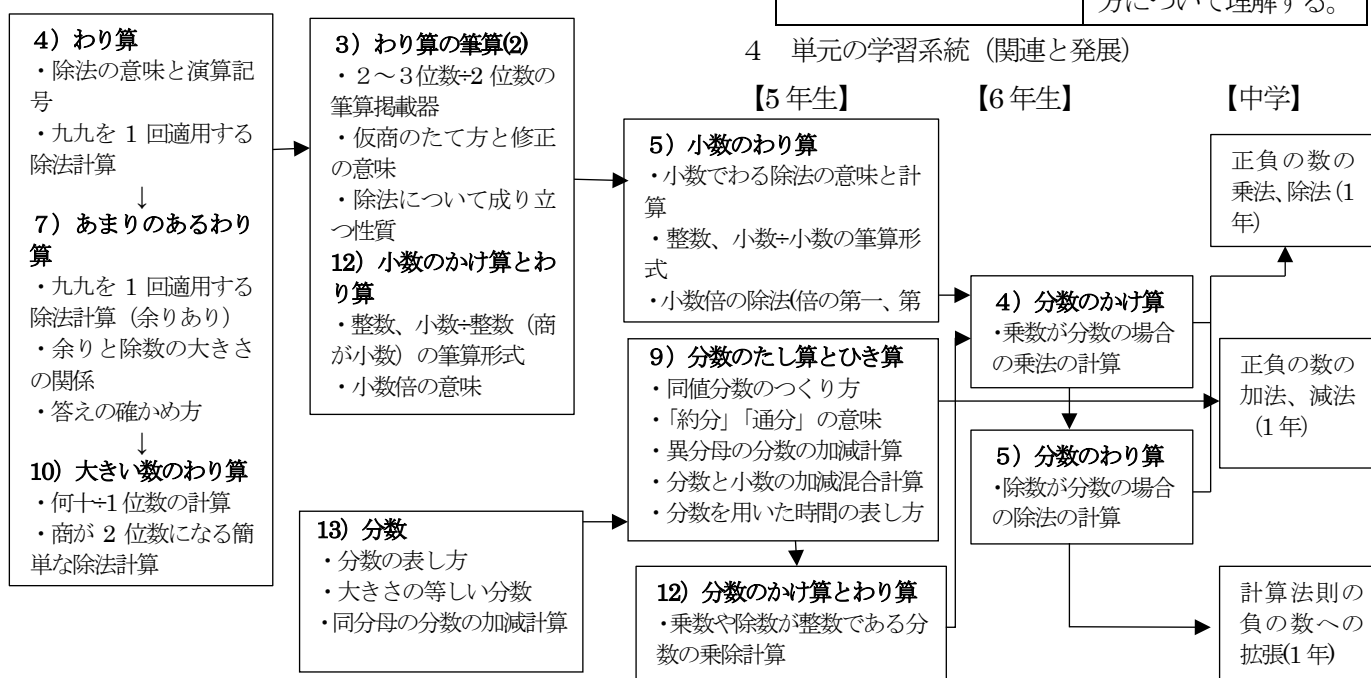 方について理解する。
4 単元の学習系統（関連と発展）
【5年生】 【6年生】 【中学】
4）わり算
・除法の意味と演算記
号
・九九を 1 回適用する
除法計算
↓
7）あまりのあるわり
算
・九九を 1 回適用する
除法計算（余りあり）
・余りと除数の大きさ
の関係
・答えの確かめ方
↓
10）大きい数のわり算
・何十÷1 位数の計算
・商が 2 位数になる簡
単な除法計算
3）わり算の筆算(2)
・２～３位数÷2 位数の
筆算掲載器
・仮商のたて方と修正
の意味
・除法について成り立
つ性質
12）小数のかけ算とわ
り算
・整数、小数÷整数（商
が小数）の筆算形式
・小数倍の意味
13）分数
・分数の表し方
・大きさの等しい分数
・同分母の分数の加減計算
5）小数のわり算
・小数でわる除法の意味と計
算
・整数、小数÷小数の筆算形
式
・小数倍の除法(倍の第一、第
9）分数のたし算とひき算
・同値分数のつくり方
・「約分」「通分」の意味
・異分母の分数の加減計算
・分数と小数の加減混合計算
・分数を用いた時間の表し方
12）分数のかけ算とわり算
・乗数や除数が整数である分
数の乗除計算
4）分数のかけ算
・乗数が分数の場合
の乗法の計算
5）分数のわり算
・除数が分数の場合
の除法の計算
正負の数の
乗法、除法（1
年）
正負の数の
加法、減法
（1 年）
計算法則の
負の数への
拡張(1 年）